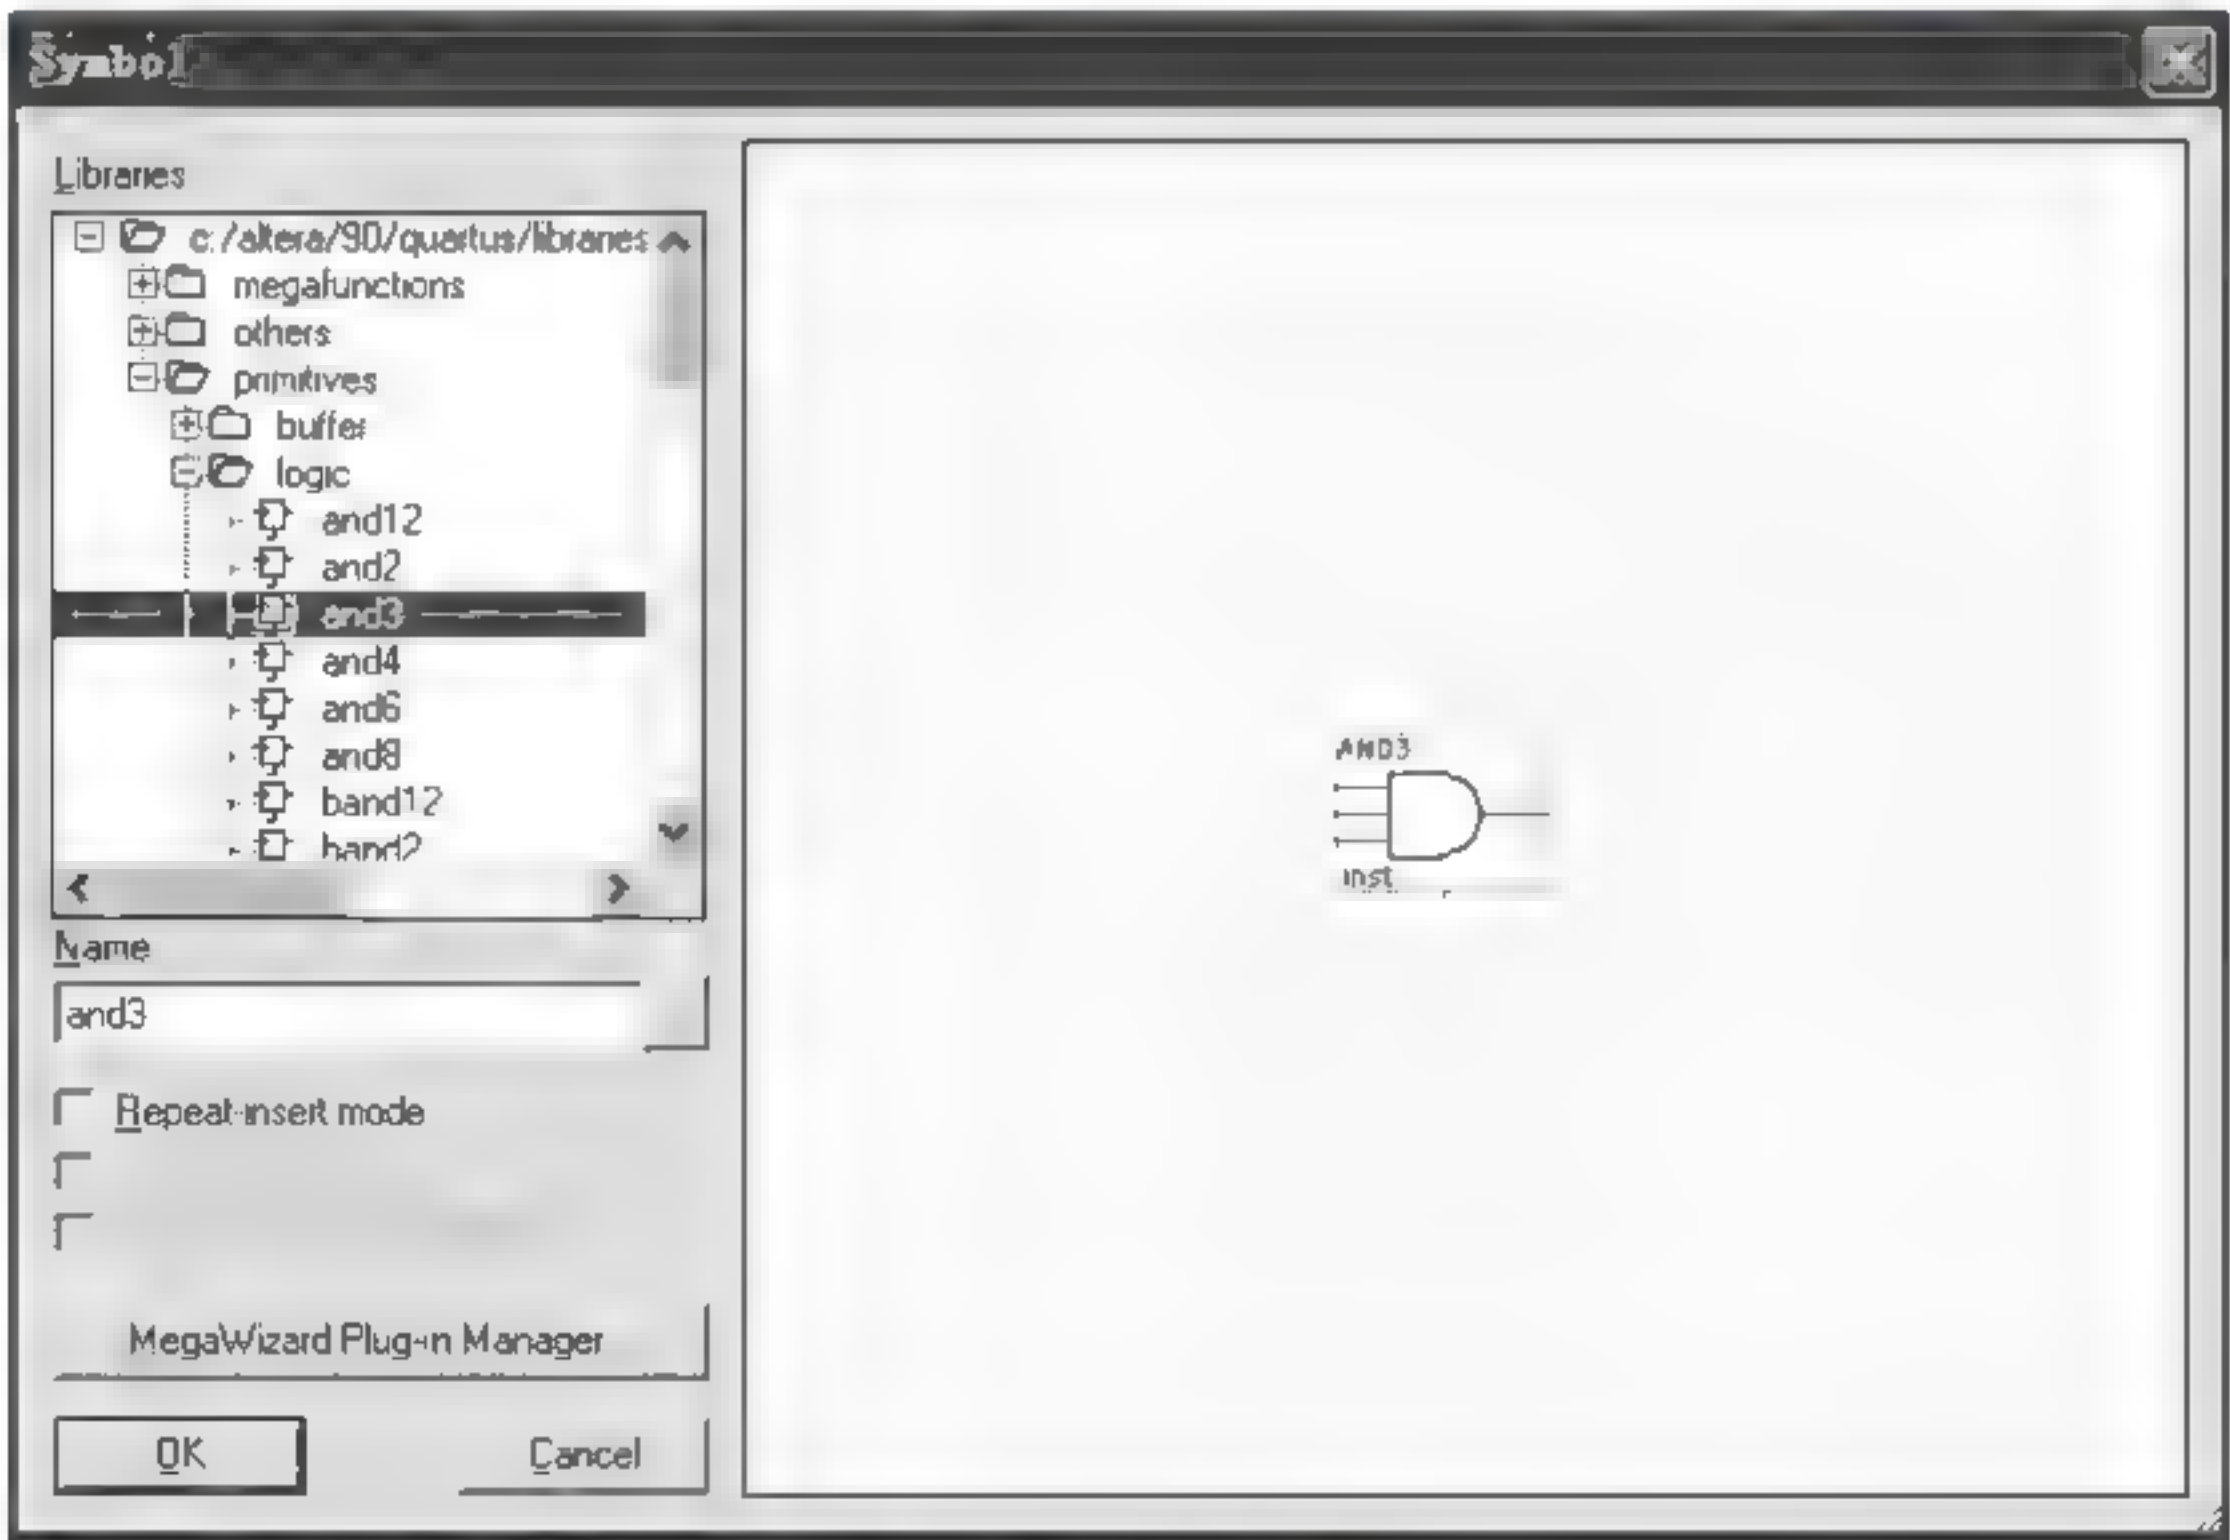 Symbol
Libraries
c:/altera/90/quartus/libraries
megafunctions
others
primitives
buffer
logic
and12
and2
and3
and4
and6
and8
band12
band2
Name
and3
Repeat-insert mode
MegaWizard Plug-in Manager
OK
Cancel
AND3
inst